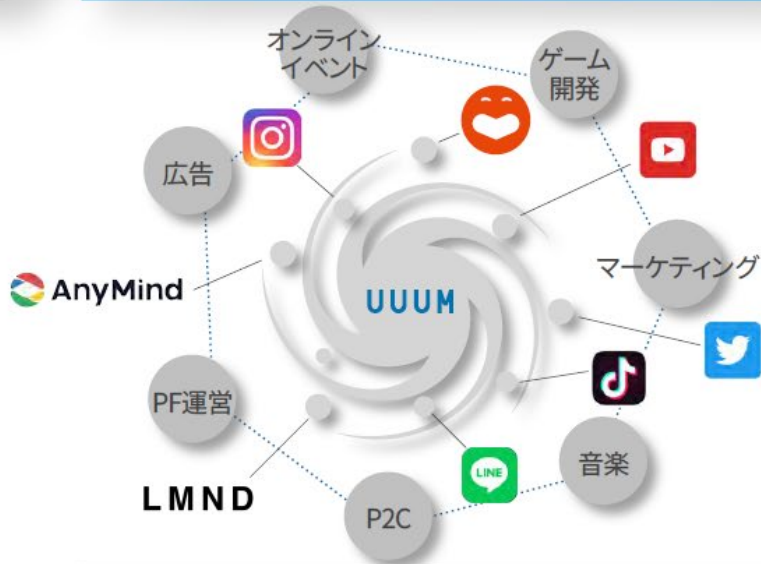 オンライン
イベント
ゲーム
開発
広告
マーケティング
AnyMind
UUUM
PF運営
LMND
LINE
音楽
P2C